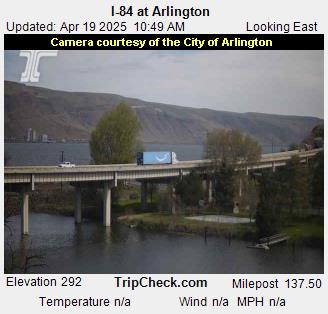 I-84 at Arlington
Updated: Apr 19 2025 10:49 AM Looking East
Camera courtesy of the City of Arlington
Elevation 292 TripCheck.com Milepost 137.50
Temperature n/a Wind n/a MPH n/a